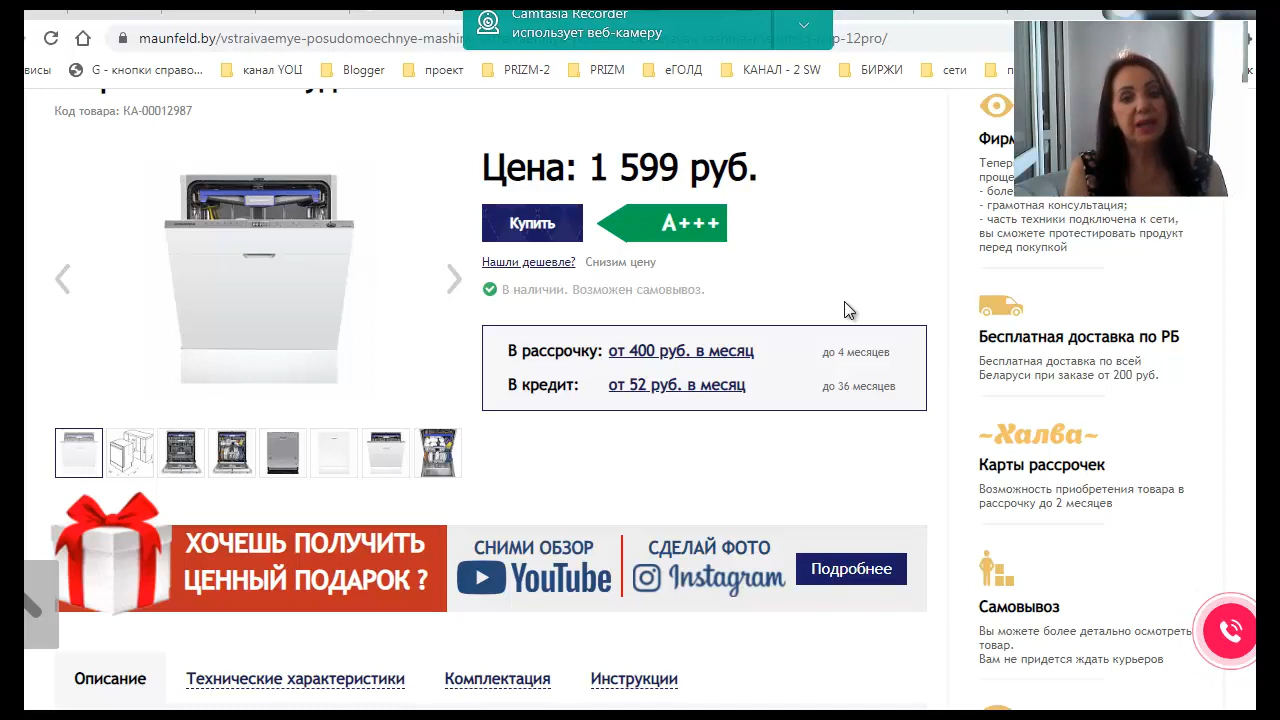 Camtasia Recorder
использует веб-камеру
maunfeld.by/vstraivaemye-posudomoechnye-mashin
-12pro/
G - кнопки справо...
канал YOLI
Blogger
проект
PRIZM-2
PRIZM
еГОЛД
КАНАЛ - 2 SW
БИРЖИ
сети
Код товара: КА-00012987
Цена: 1 599 руб.
Купить
A+++
Нашли дешевле? Снизим цену
В наличии. Возможен самовывоз.
В рассрочку: от 400 руб. в месяц до 4 месяцев
В кредит: от 52 руб. в месяц до 36 месяцев
ХОЧЕШЬ ПОЛУЧИТЬ
ЦЕННЫЙ ПОДАРОК ?
СНИМИ ОБЗОР
YouTube
СДЕЛАЙ ФОТО
Instagram
Подробнее
Описание
Технические характеристики
Комплектация
Инструкции
- грамотная консультация;
- часть техники подключена к сети,
вы сможете протестировать продукт
перед покупкой
Бесплатная доставка по РБ
Бесплатная доставка по всей
Беларуси при заказе от 200 руб.
~Халва~
Карты рассрочек
Возможность приобретения товара в
рассрочку до 2 месяцев
Самовывоз
Вы можете более детально осмотреть
товар.
Вам не придется ждать курьеров